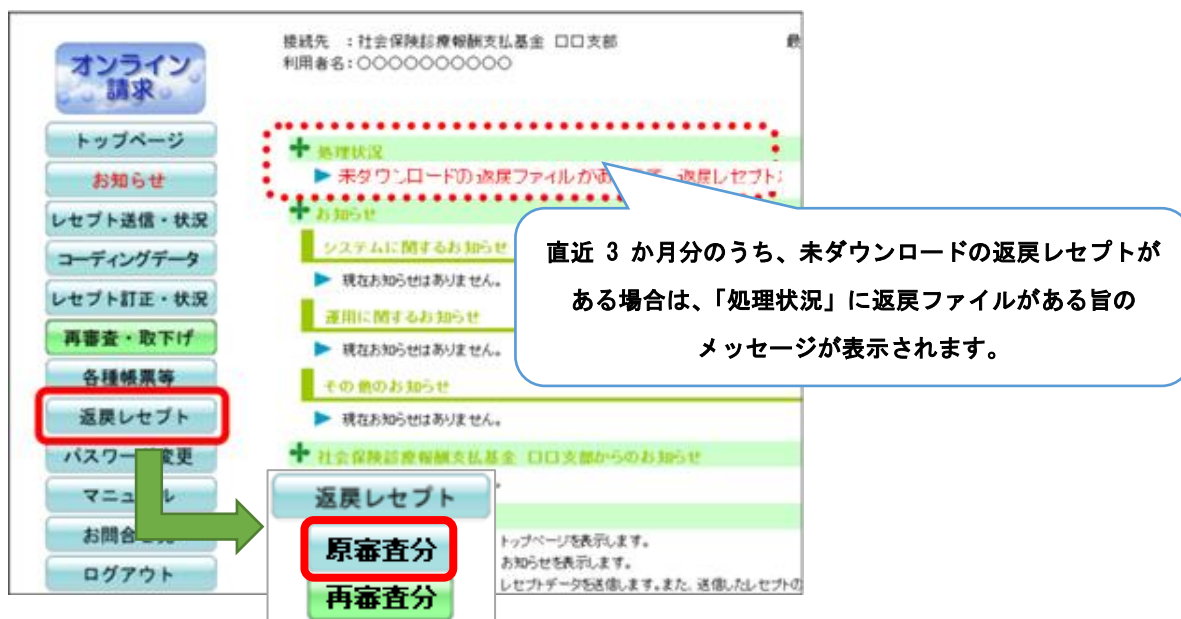 接続先 :社会保険診療報酬支払基金 口口支部
最
利用者名:〇〇〇〇〇〇〇〇〇〇
オンライン
請求
トップページ
お知らせ
レセプト送信・状況
コーディングデータ
レセプト訂正・状況
再審査・取下げ
各種帳票等
返戻レセプト
パスワー 変更
マニュ ル
お問合
ログアウト
処理状況
未ダウンロードの返戻ファイルがあ 返戻レセプト
お知らせ
システムに関するお知らせ
現在お知らせはありません。
運用に関するお知らせ
現在お知らせはありません。
その他のお知らせ
現在お知らせはありません。
社会保険診療報酬支払基金 口口支部からのお知らせ
トップページを表示します。
お知らせを表示します。
レセプトデータを送信します。また、送信したレセプトの
直近 3 か月分のうち、未ダウンロードの返戻レセプトが
ある場合は、「処理状況」に返戻ファイルがある旨の
メッセージが表示されます。
返戻レセプト
原審査分
再審査分